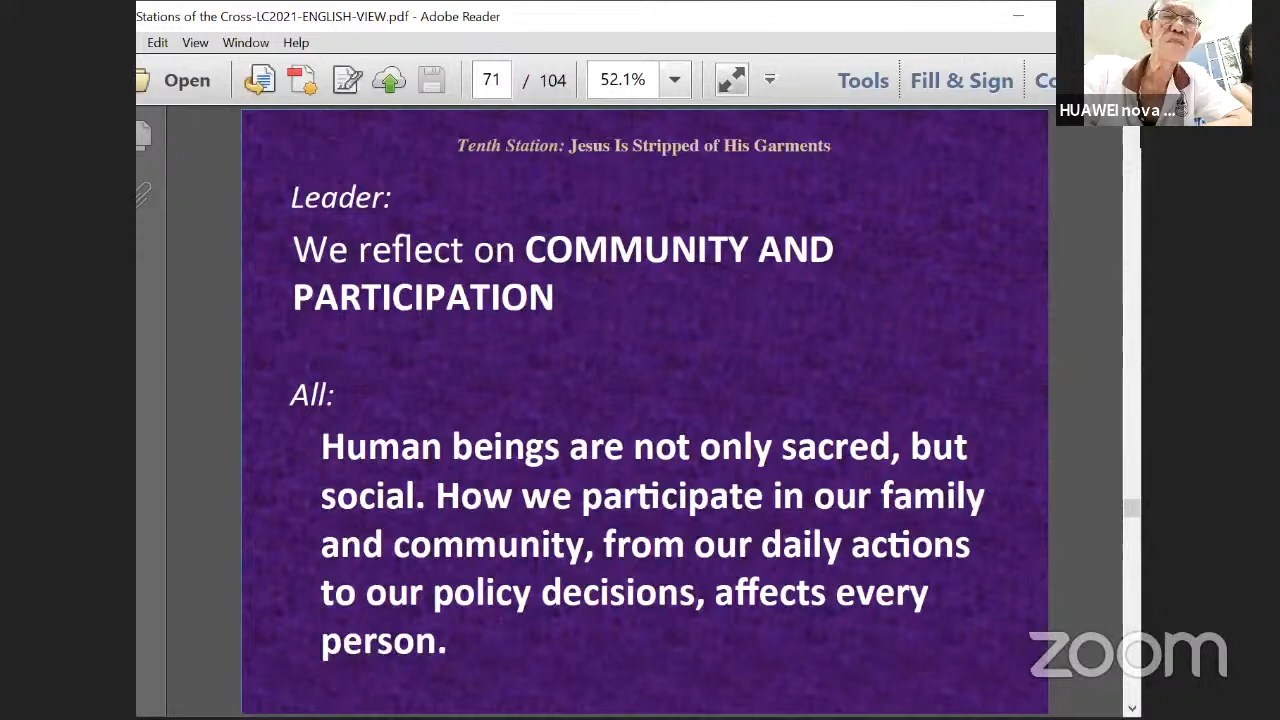 Stations of the Cross-LC2021-ENGLISH-VIEW.pdf - Adobe Reader
Edit View Window Help
Open 71 / 104 52.1% Tools Fill & Sign
HUAWEI nova ...
Tenth Station: Jesus Is Stripped of His Garments
Leader:
We reflect on COMMUNITY AND
PARTICIPATION
All:
Human beings are not only sacred, but
social. How we participate in our family
and community, from our daily actions
to our policy decisions, affects every
person.
zoom